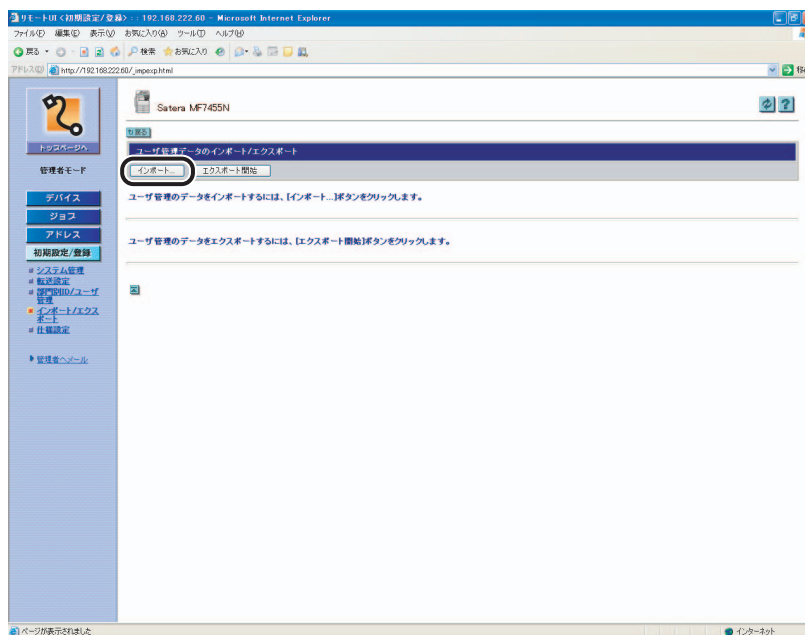 リモートUI <初期設定/登録> : : 192.168.222.60 - Microsoft Internet Explorer
ファイル(F) 編集(E) 表示(V) お気に入り(A) ツール(T) ヘルプ(H)
戻る 検索 お気に入り
アドレス(D) http://192.168.222.60/_impexp.html 移
Satera MF7455N
戻る
トップページへ
管理者モード
デバイス
ジョブ
アドレス
初期設定/登録
システム管理
転送設定
部門別ID/ユーザ
管理
インポート/エクス
ポート
仕様設定
管理者へメール
ユーザ管理データのインポート/エクスポート
インポート... エクスポート開始
ユーザ管理のデータをインポートするには、[インポート...]ボタンをクリックします。
ユーザ管理のデータをエクスポートするには、[エクスポート開始]ボタンをクリックします。
ページが表示されました インターネット